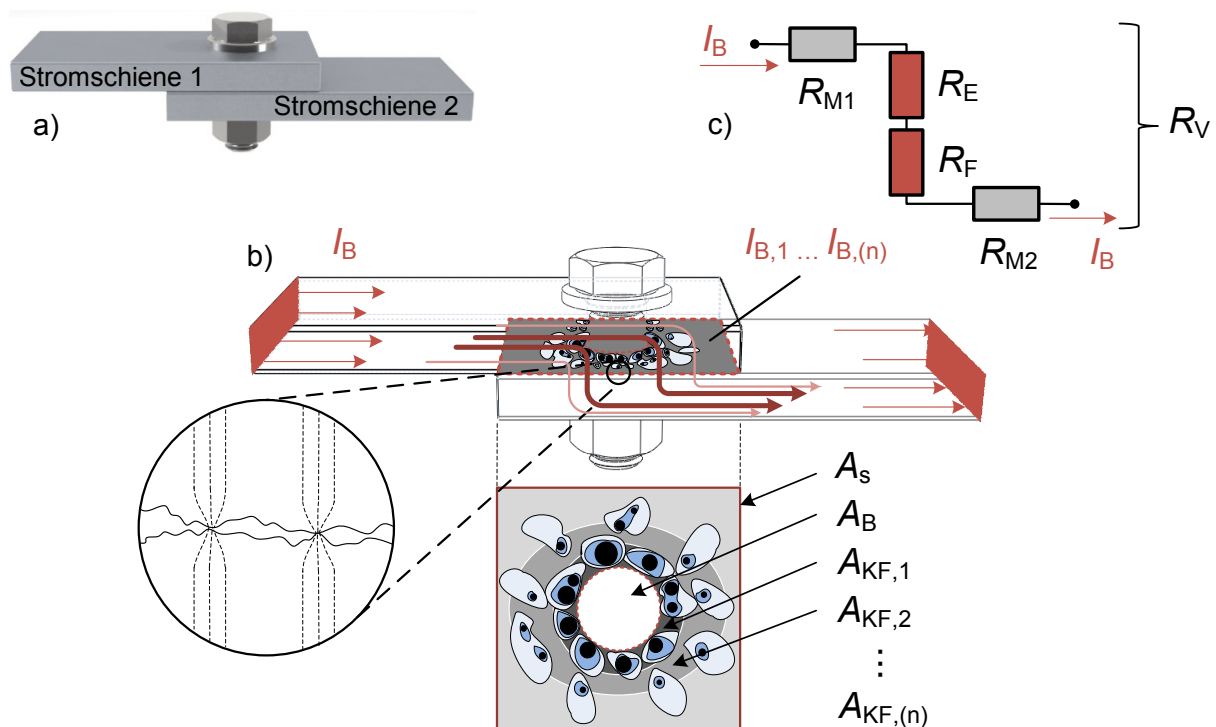 Stromschiene 1
Stromschiene 2
a)
I_B
R_M1
R_E
R_F
R_M2
I_B
R_V
c)
b)
I_B
I_B,1 ... I_B,(n)
A_s
A_B
A_KF,1
A_KF,2
⋮
A_KF,(n)